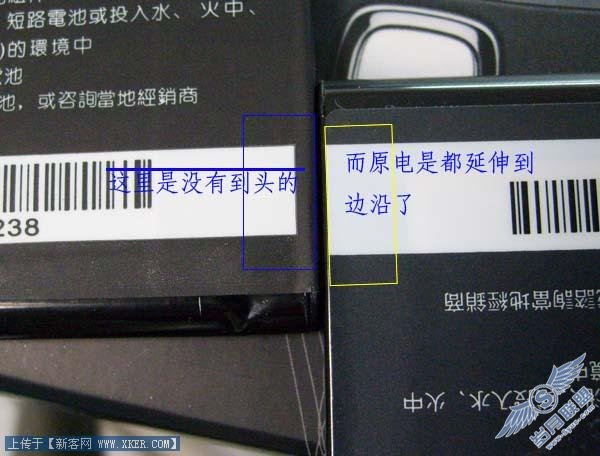 短路電池或投入水、火中、
)的環境中
電池
池，或咨詢當地經銷商
这里是没有到头的
238
而原电是都延伸到
边沿了
咨詢當地經銷商
投入水、火中
上传于【新客网 WWW.XKER.COM】